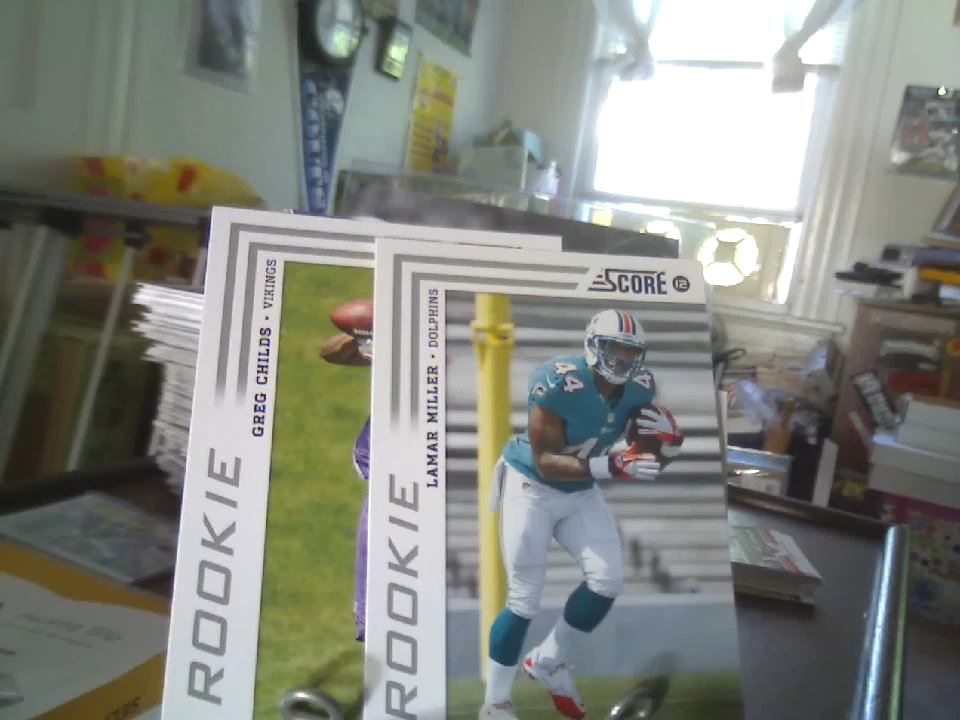 SCORE 12
GREG CHILDS • VIKINGS
ROOKIE
LAMAR MILLER • DOLPHINS
ROOKIE
44